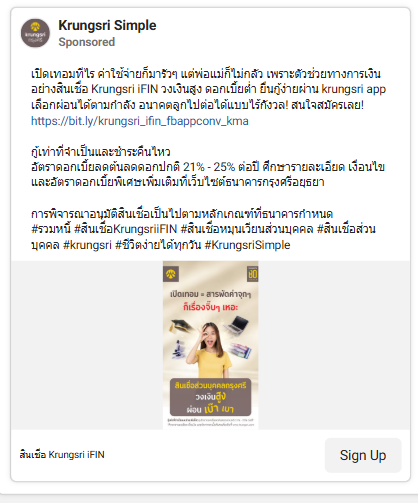 Krungsri Simple
Sponsored
เปิดเทอมทีไร ค่าใช้จ่ายก็มารัวๆ แต่พ่อแม่ก็ไม่กลัว เพราะตัวช่วยทางการเงิน
อย่างสินเชื่อ Krungsri iFIN วงเงินสูง ดอกเบี้ยต่ำ ยื่นกู้ง่ายผ่าน krungsri app
เลือกผ่อนได้ตามกำลัง อนาคตลูกไปต่อได้แบบไร้กังวล! สนใจสมัครเลย!
https://bit.ly/krungsri_ifin_fbappconv_kma
กู้เท่าที่จำเป็นและชำระคืนไหว
อัตราดอกเบี้ยลดต้นลดดอกปกติ 21% - 25% ต่อปี ศึกษารายละเอียด เงื่อนไข
และอัตราดอกเบี้ยพิเศษเพิ่มเติมที่เว็บไซต์ธนาคารกรุงศรีอยุธยา
การพิจารณาอนุมัติสินเชื่อเป็นไปตามหลักเกณฑ์ที่ธนาคารกำหนด
#รวมหนี้ #สินเชื่อKrungsriiFIN #สินเชื่อหมุนเวียนส่วนบุคคล #สินเชื่อส่วน
บุคคล #krungsri #ชีวิตง่ายได้ทุกวัน #KrungsriSimple
เปิดเทอม = สารพัดค่าจุกๆ
ก็เรื่องจิ๊บๆ เหอะ
สินเชื่อส่วนบุคคลกรุงศรี
วงเงินสูง
ผ่อน เบ๊า เบา
สินเชื่อ Krungsri iFIN
Sign Up